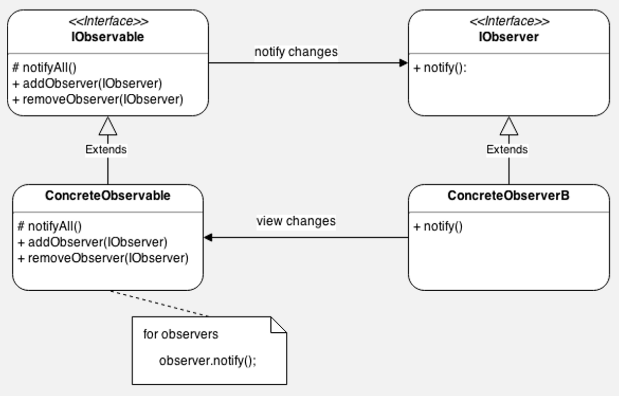 <<Interface>>
IObservable
# notifyAll()
+ addObserver(IObserver)
+ removeObserver(IObserver)
notify changes
<<Interface>>
IObserver
+ notify():
Extends
Extends
ConcreteObservable
# notifyAll()
+ addObserver(IObserver)
+ removeObserver(IObserver)
view changes
ConcreteObserverB
+ notify()
for observers
observer.notify();